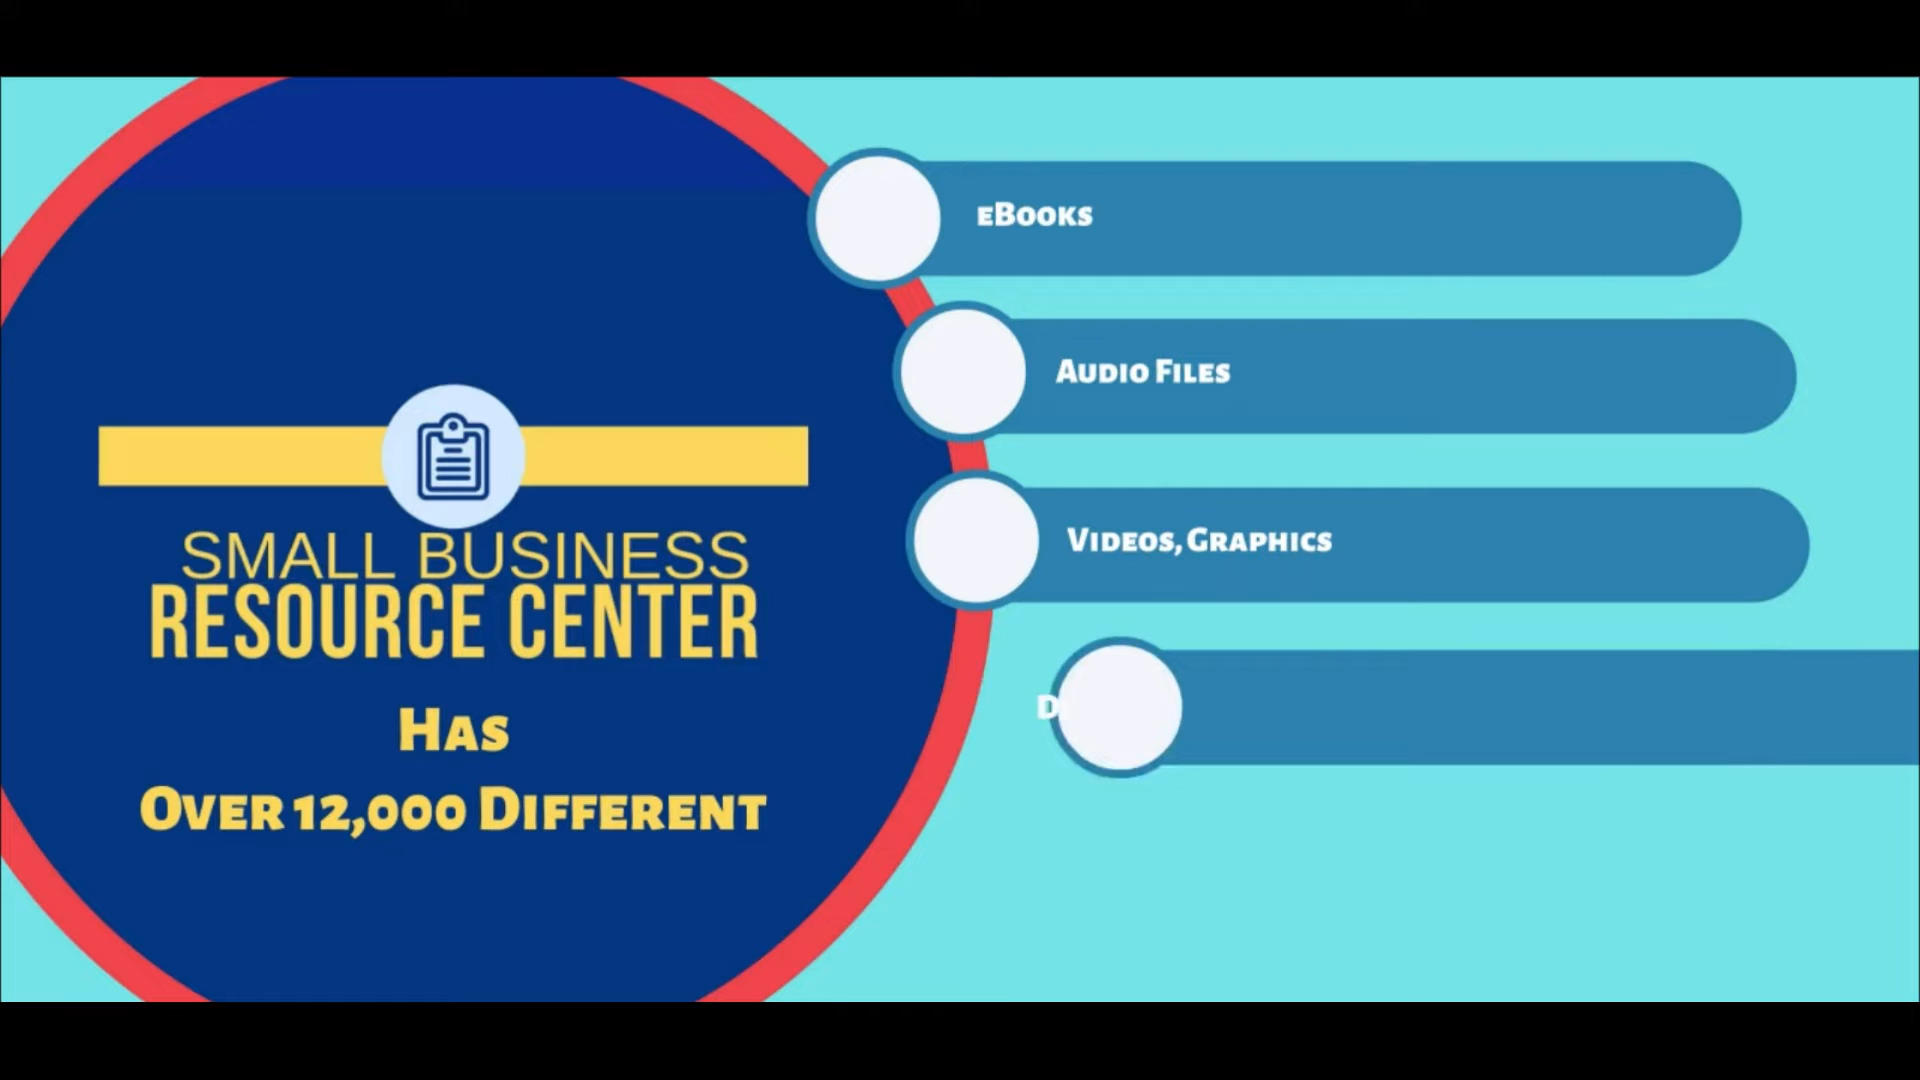 SMALL BUSINESS
RESOURCE CENTER
Has
Over 12,000 Different
eBooks
Audio Files
Videos, Graphics